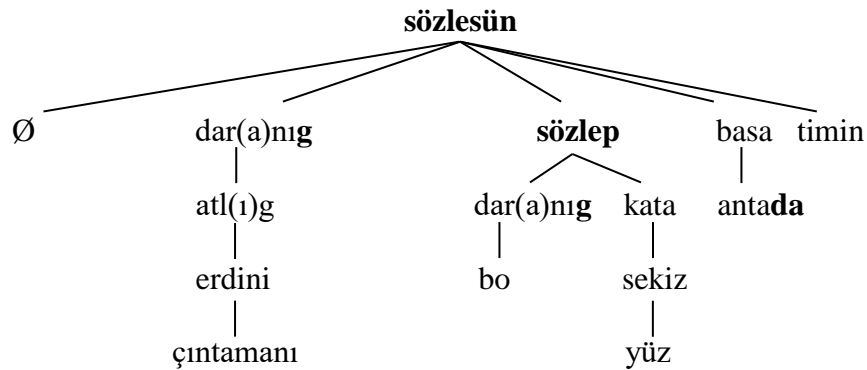 sözlesün
Ø dar(a)nıg sözlep basa timin
atl(ı)g dar(a)nıg kata antada
erdini bo sekiz
çıntamanı yüz